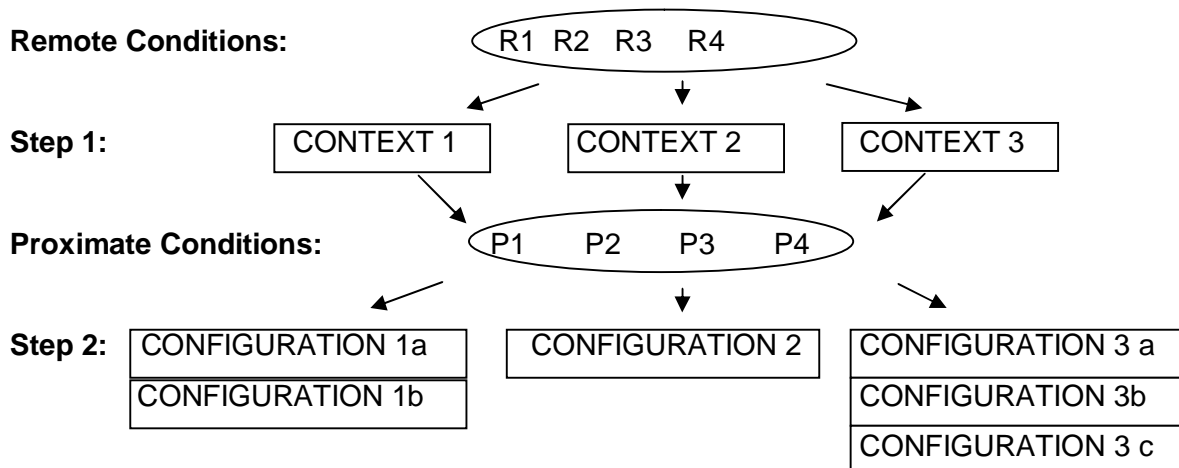 Remote Conditions: R1 R2 R3 R4
Step 1: CONTEXT 1 CONTEXT 2 CONTEXT 3
Proximate Conditions: P1 P2 P3 P4
Step 2: CONFIGURATION 1a CONFIGURATION 2 CONFIGURATION 3 a
CONFIGURATION 1b CONFIGURATION 3b
CONFIGURATION 3 c